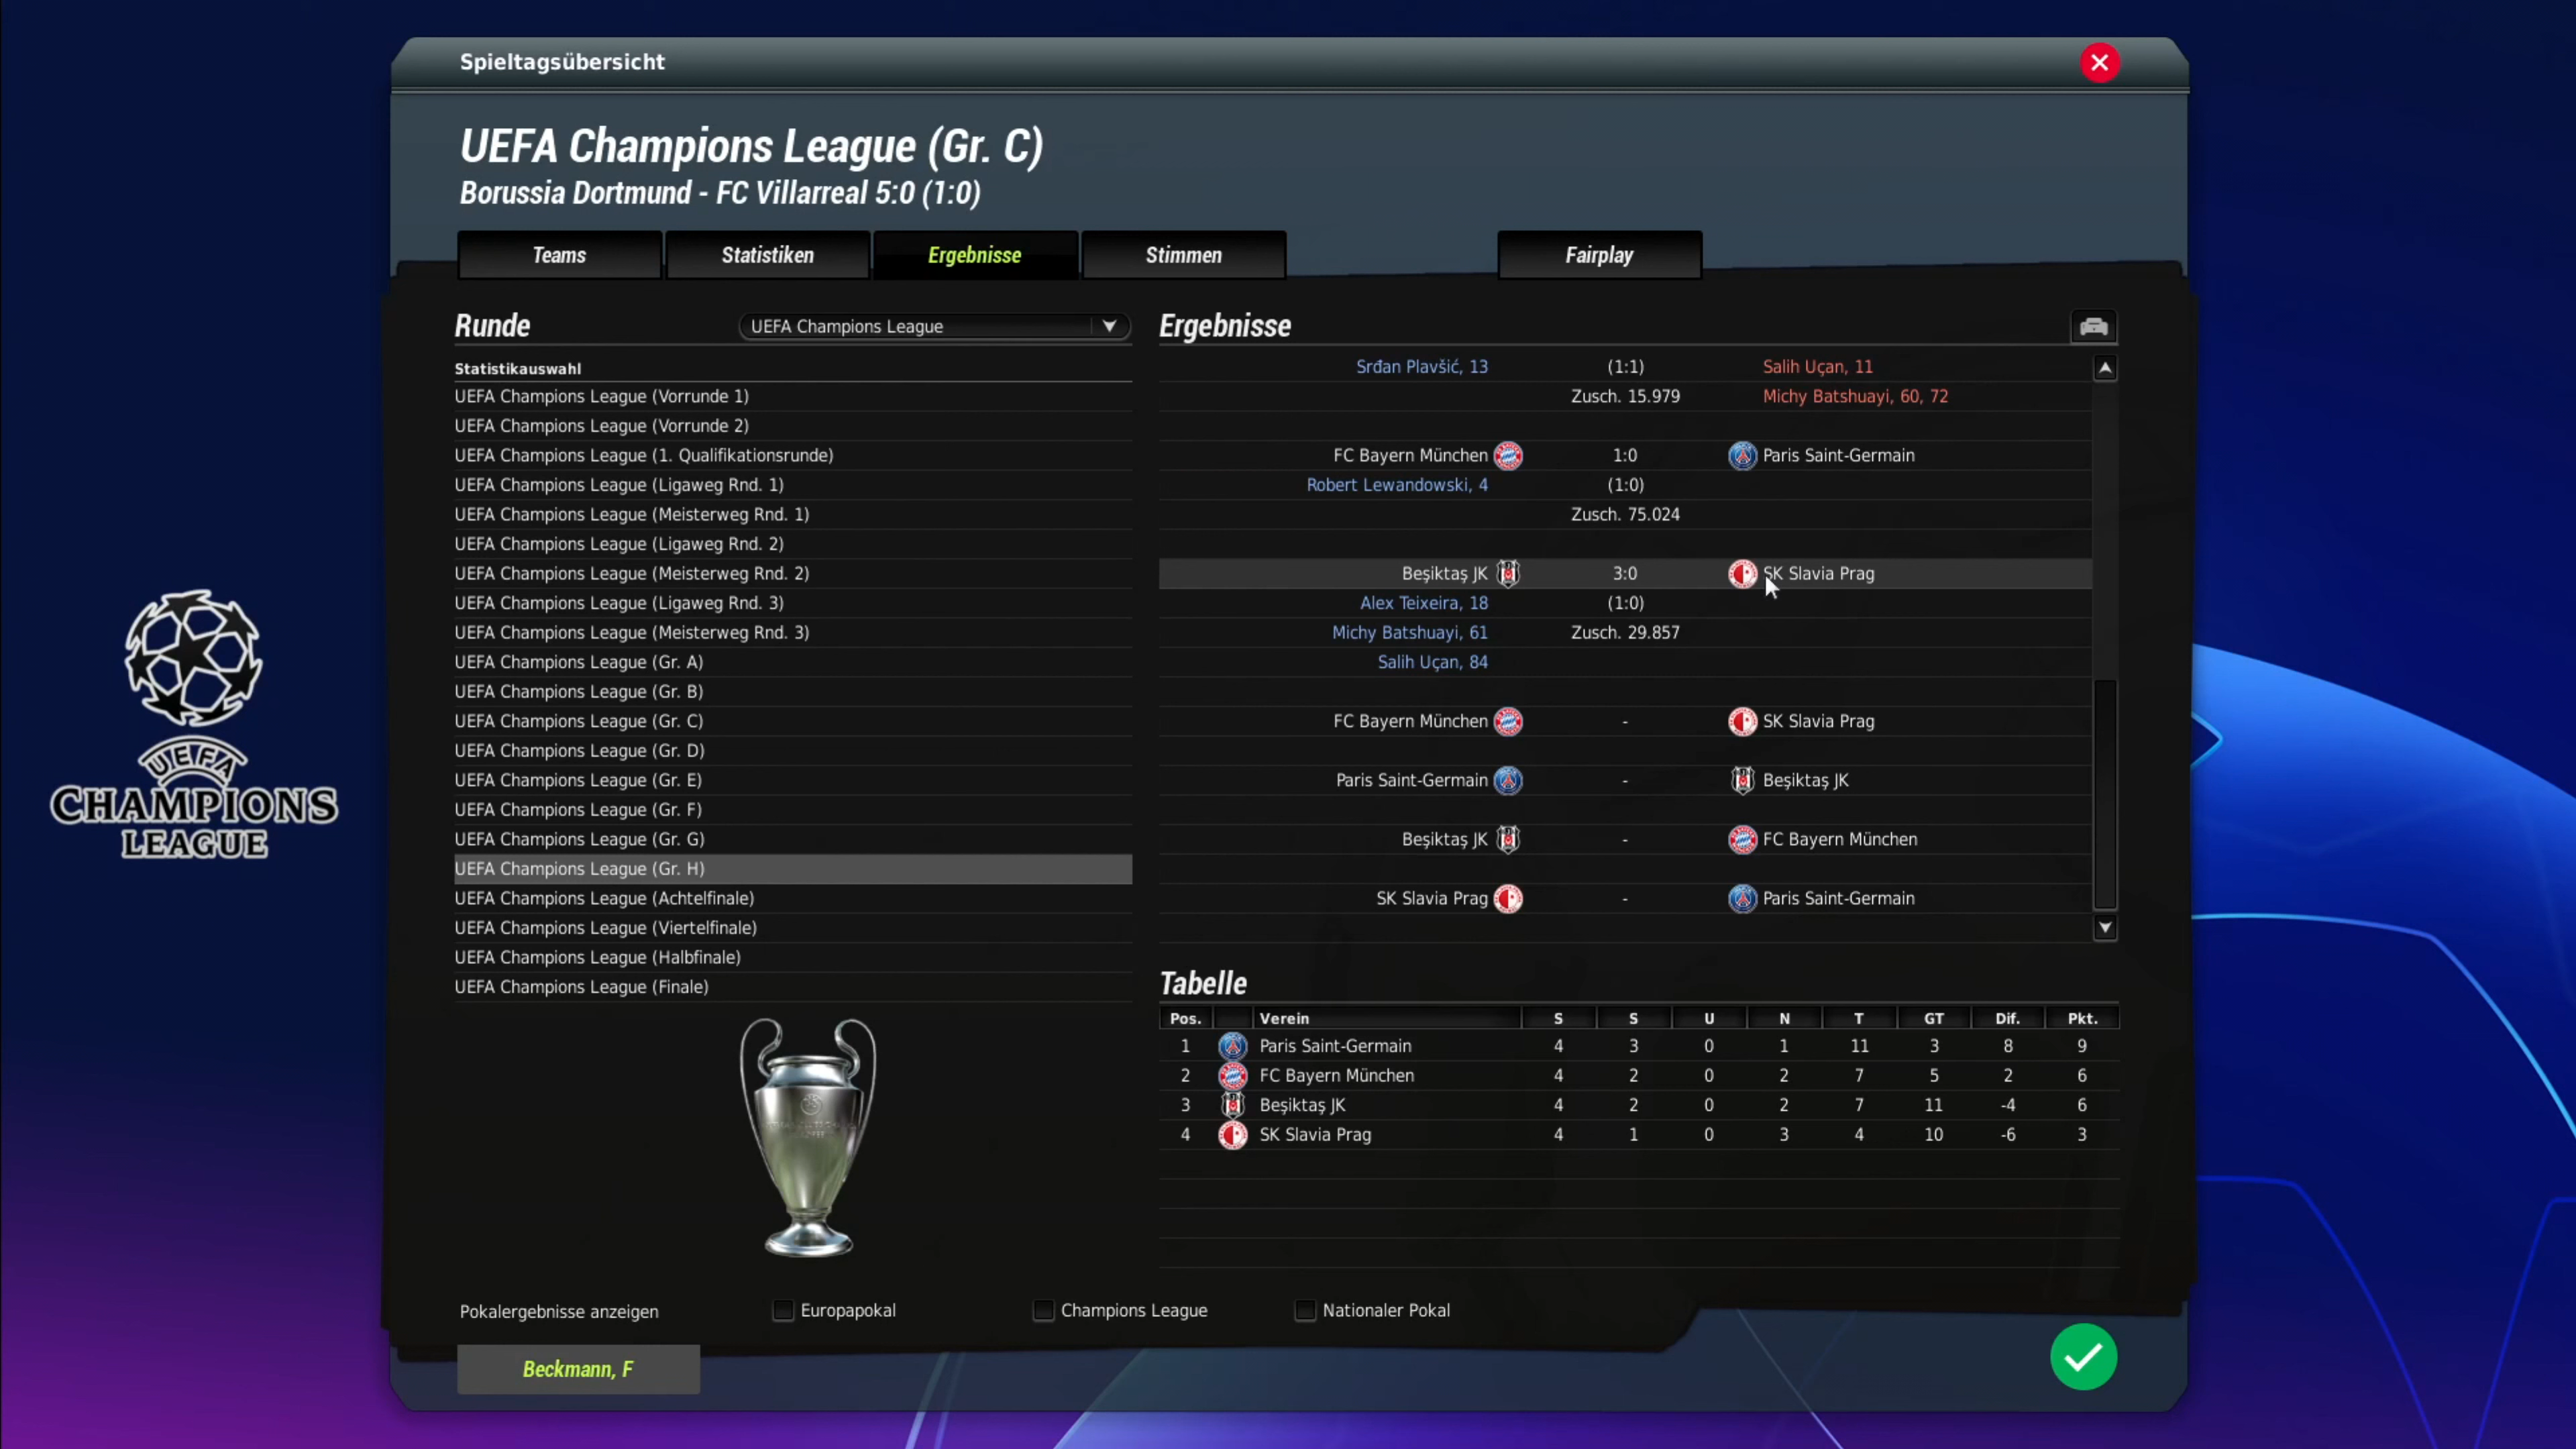 Spieltagsübersicht
UEFA Champions League (Gr. C)
Borussia Dortmund - FC Villarreal 5:0 (1:0)
Teams Statistiken Ergebnisse Stimmen Fairplay
Runde UEFA Champions League
Statistikauswahl
UEFA Champions League (Vorrunde 1)
UEFA Champions League (Vorrunde 2)
UEFA Champions League (1. Qualifikationsrunde)
UEFA Champions League (Ligaweg Rnd. 1)
UEFA Champions League (Meisterweg Rnd. 1)
UEFA Champions League (Ligaweg Rnd. 2)
UEFA Champions League (Meisterweg Rnd. 2)
UEFA Champions League (Ligaweg Rnd. 3)
UEFA Champions League (Meisterweg Rnd. 3)
UEFA Champions League (Gr. A)
UEFA Champions League (Gr. B)
UEFA Champions League (Gr. C)
UEFA Champions League (Gr. D)
UEFA Champions League (Gr. E)
UEFA Champions League (Gr. F)
UEFA Champions League (Gr. G)
UEFA Champions League (Gr. H)
UEFA Champions League (Achtelfinale)
UEFA Champions League (Viertelfinale)
UEFA Champions League (Halbfinale)
UEFA Champions League (Finale)
Ergebnisse
Srđan Plavšić, 13 (1:1) Salih Uçan, 11
Zusch. 15.979 Michy Batshuayi, 60, 72
FC Bayern München 1:0 Paris Saint-Germain
Robert Lewandowski, 4 (1:0)
Zusch. 75.024
Beşiktaş JK 3:0 SK Slavia Prag
Alex Teixeira, 18 (1:0)
Michy Batshuayi, 61 Zusch. 29.857
Salih Uçan, 84
FC Bayern München - SK Slavia Prag
Paris Saint-Germain - Beşiktaş JK
Beşiktaş JK - FC Bayern München
SK Slavia Prag - Paris Saint-Germain
Tabelle
Pos. Verein S S U N T GT Dif. Pkt.
1 Paris Saint-Germain 4 3 0 1 11 3 8 9
2 FC Bayern München 4 2 0 2 7 5 2 6
3 Beşiktaş JK 4 2 0 2 7 11 -4 6
4 SK Slavia Prag 4 1 0 3 4 10 -6 3
Pokalergebnisse anzeigen Europapokal Champions League Nationaler Pokal
Beckmann, F
UEFA
CHAMPIONS
LEAGUE